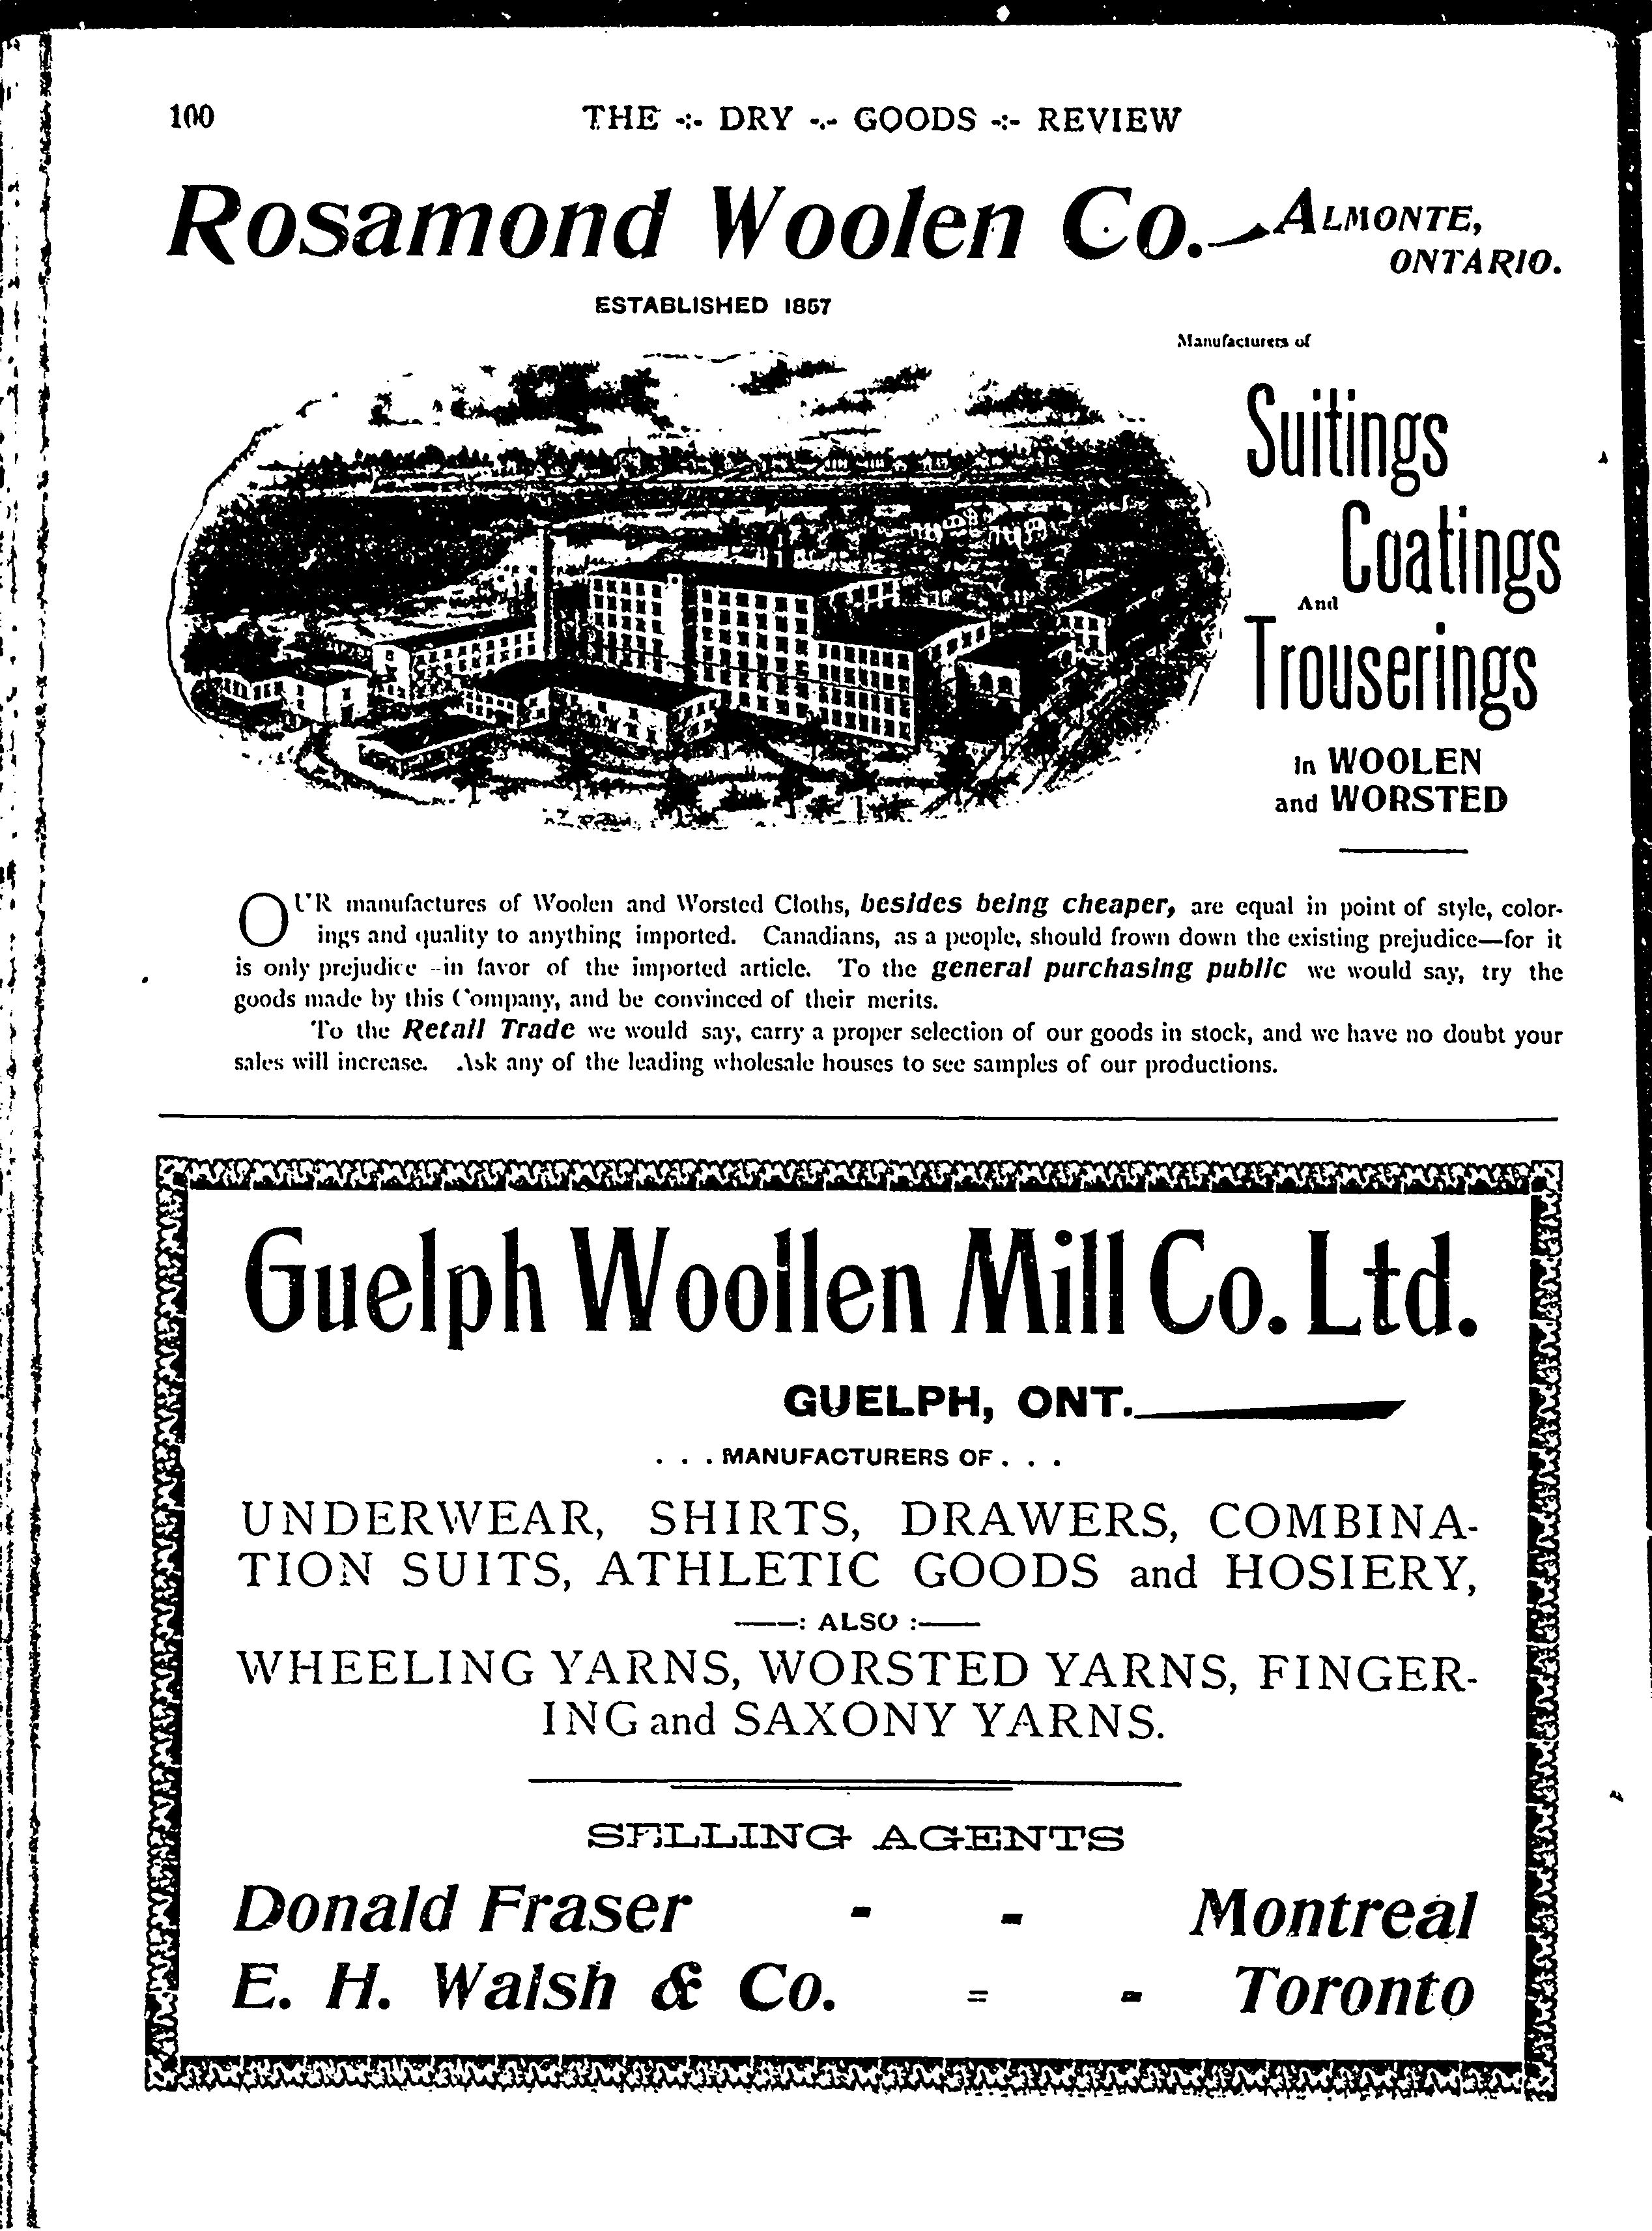 100
THE -:- DRY -:- GOODS -:- REVIEW
Rosamond Woolen Co. ALMONTE,
ONTARIO.
ESTABLISHED 1857
Manufacturers of
Suitings
Coatings
And
Trouserings
in WOOLEN
and WORSTED
OUR manufactures of Woolen and Worsted Cloths, besides being cheaper, are equal in point of style, color-
ings and quality to anything imported. Canadians, as a people, should frown down the existing prejudice—for it
is only prejudice --in favor of the imported article. To the general purchasing public we would say, try the
goods made by this Company, and be convinced of their merits.
To the Retail Trade we would say, carry a proper selection of our goods in stock, and we have no doubt your
sales will increase. Ask any of the leading wholesale houses to see samples of our productions.
Guelph Woollen Mill Co. Ltd.
GUELPH, ONT.
. . . MANUFACTURERS OF . . .
UNDERWEAR, SHIRTS, DRAWERS, COMBINA-
TION SUITS, ATHLETIC GOODS and HOSIERY,
——: ALSO :——
WHEELING YARNS, WORSTED YARNS, FINGER-
ING and SAXONY YARNS.
SELLING AGENTS
Donald Fraser - - Montreal
E. H. Walsh & Co. = - Toronto